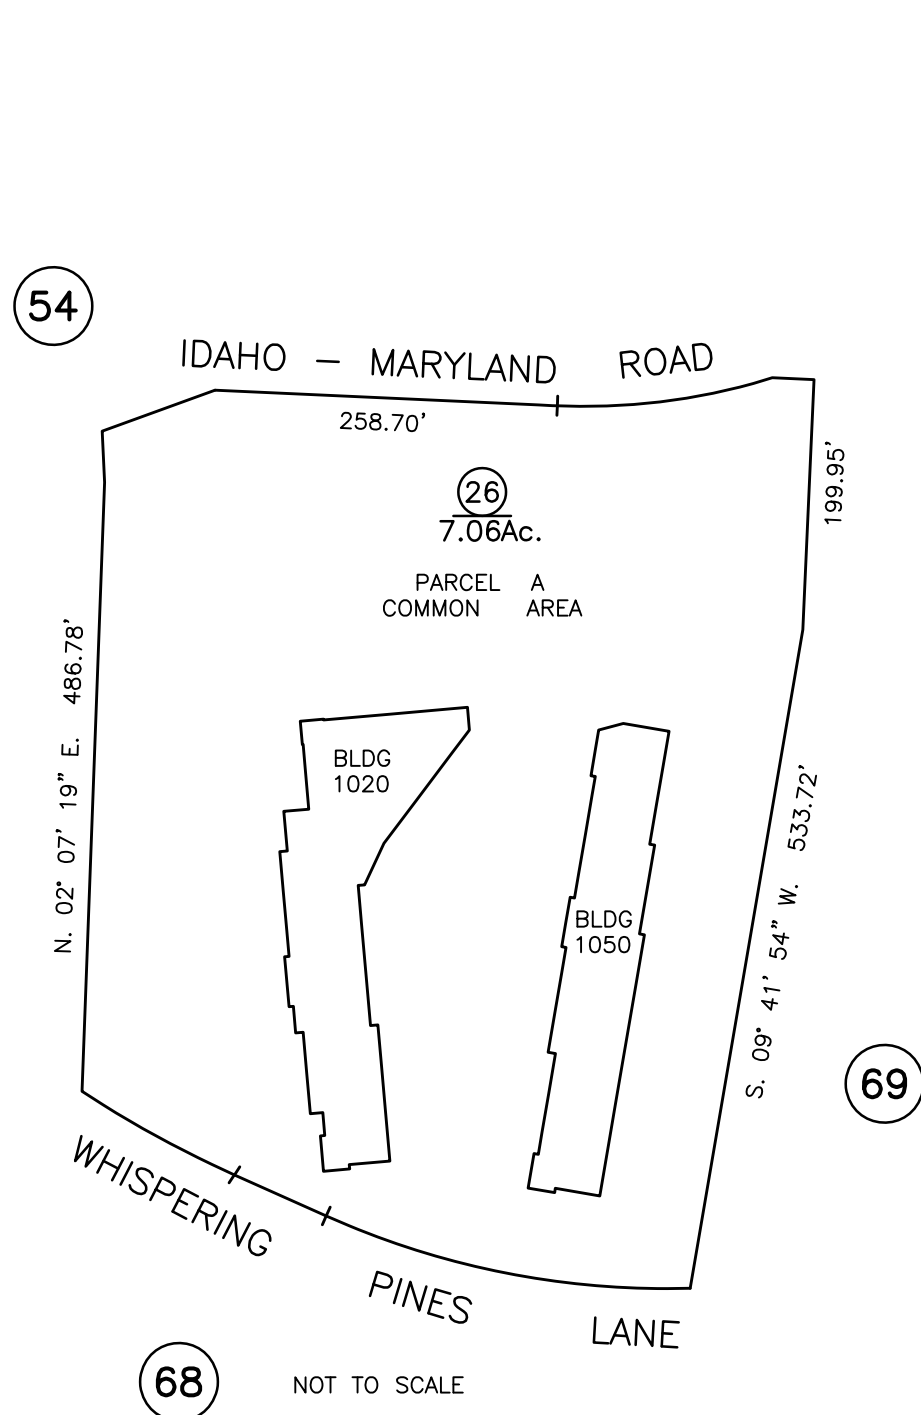 54
IDAHO - MARYLAND ROAD
258.70'
199.95'
26
7.06Ac.
PARCEL A
COMMON AREA
N. 02° 07' 19" E. 486.78'
BLDG
1020
BLDG
1050
S. 09° 41' 54" W. 533.72'
69
WHISPERING PINES LANE
68
NOT TO SCALE